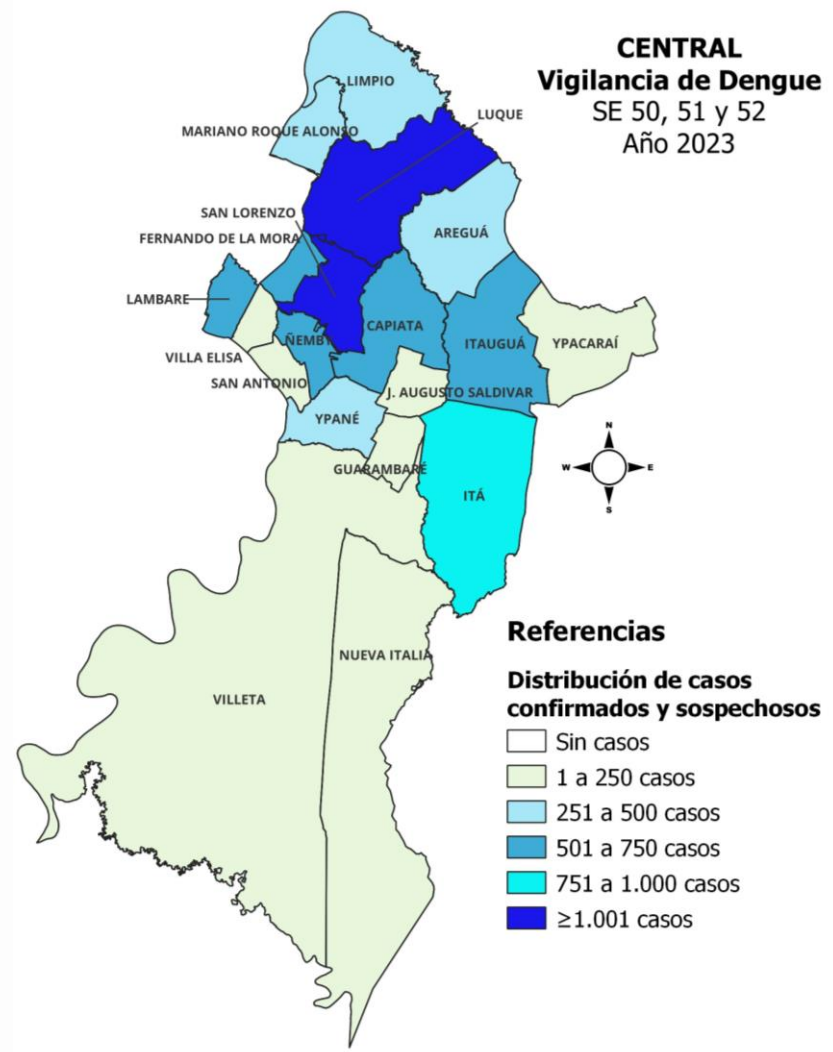 CENTRAL
Vigilancia de Dengue
SE 50, 51 y 52
Año 2023
LIMPIO
LUQUE
MARIANO ROQUE ALONSO
SAN LORENZO
AREGUÁ
FERNANDO DE LA MORA
LAMBARE
CAPIATA
ÑEMBY
ITAUGUÁ
YPACARAÍ
VILLA ELISA
SAN ANTONIO
J. AUGUSTO SALDIVAR
YPANÉ
GUARAMBARÉ
ITÁ
N
W
E
S
NUEVA ITALIA
VILLETA
Referencias
Distribución de casos
confirmados y sospechosos
Sin casos
1 a 250 casos
251 a 500 casos
501 a 750 casos
751 a 1.000 casos
≥1.001 casos